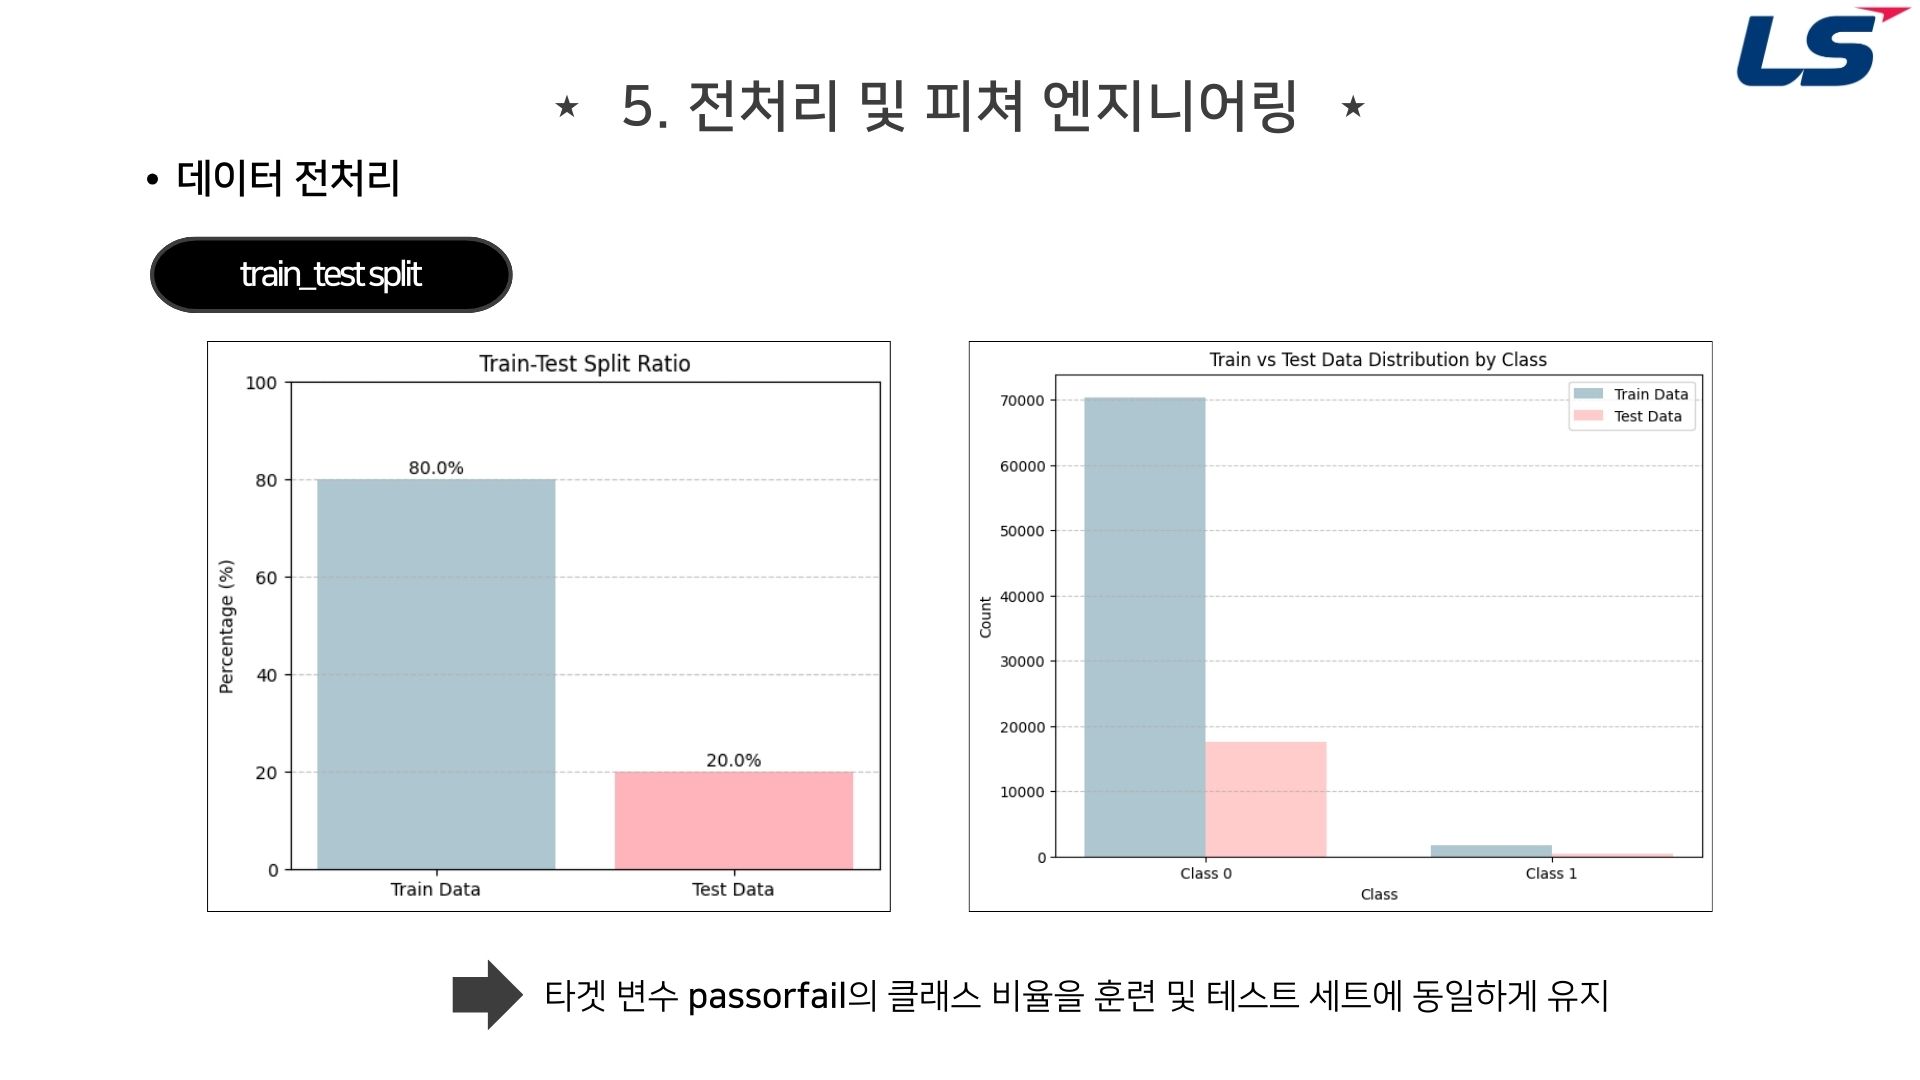 LS
★ 5. 전처리 및 피쳐 엔지니어링 ★
• 데이터 전처리
train_test split
Train-Test Split Ratio
100
80
60
40
20
0
Percentage (%)
80.0%
20.0%
Train Data
Test Data
Train vs Test Data Distribution by Class
Train Data
Test Data
70000
60000
50000
40000
30000
20000
10000
0
Count
Class 0
Class 1
Class
타겟 변수 passorfail의 클래스 비율을 훈련 및 테스트 세트에 동일하게 유지